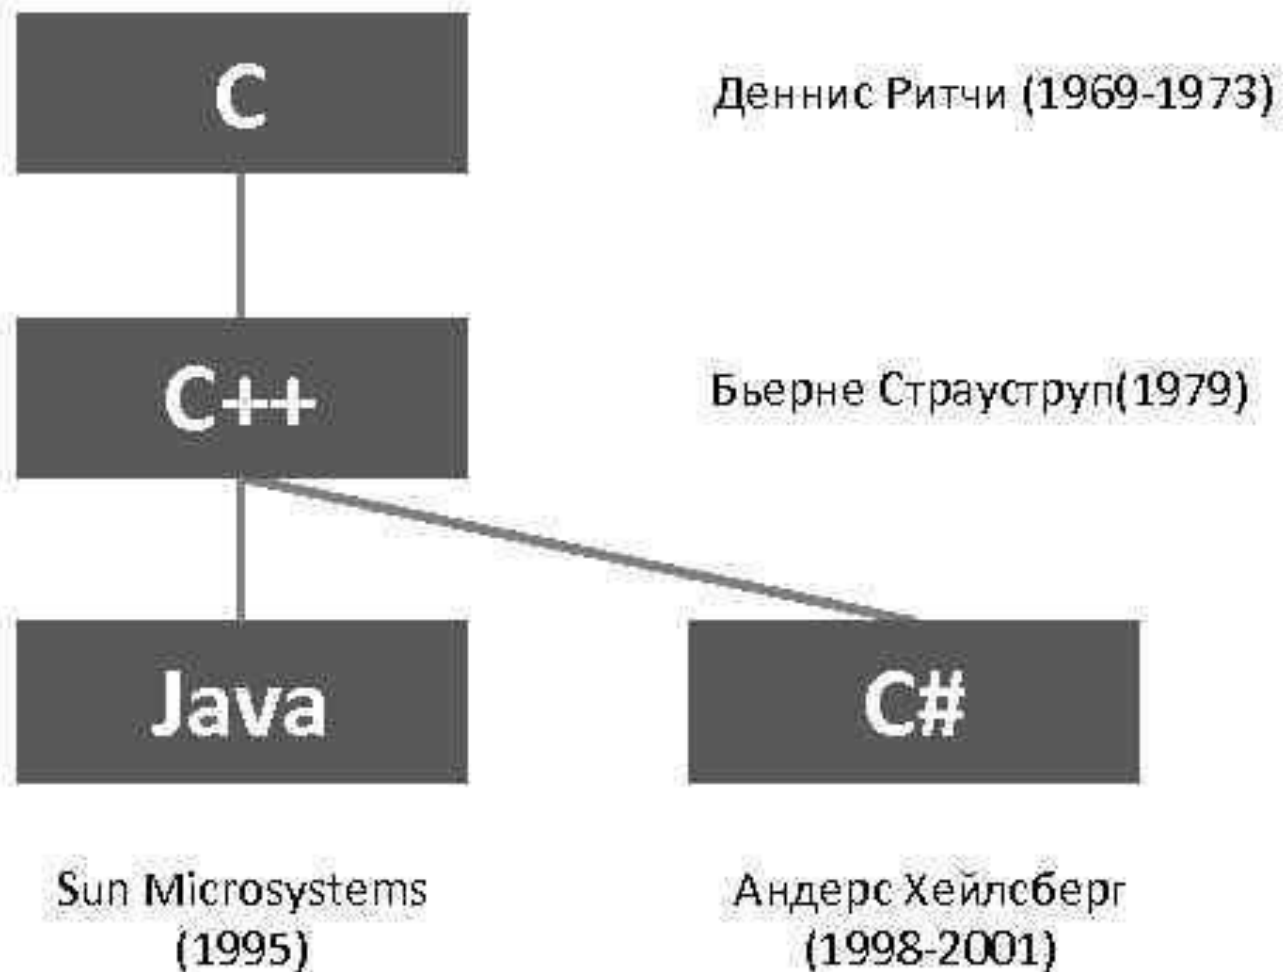 C
Деннис Ритчи (1969-1973)
C++
Бьерне Страуструп(1979)
Java
C#
Sun Microsystems
(1995)
Андерс Хейлсберг
(1998-2001)